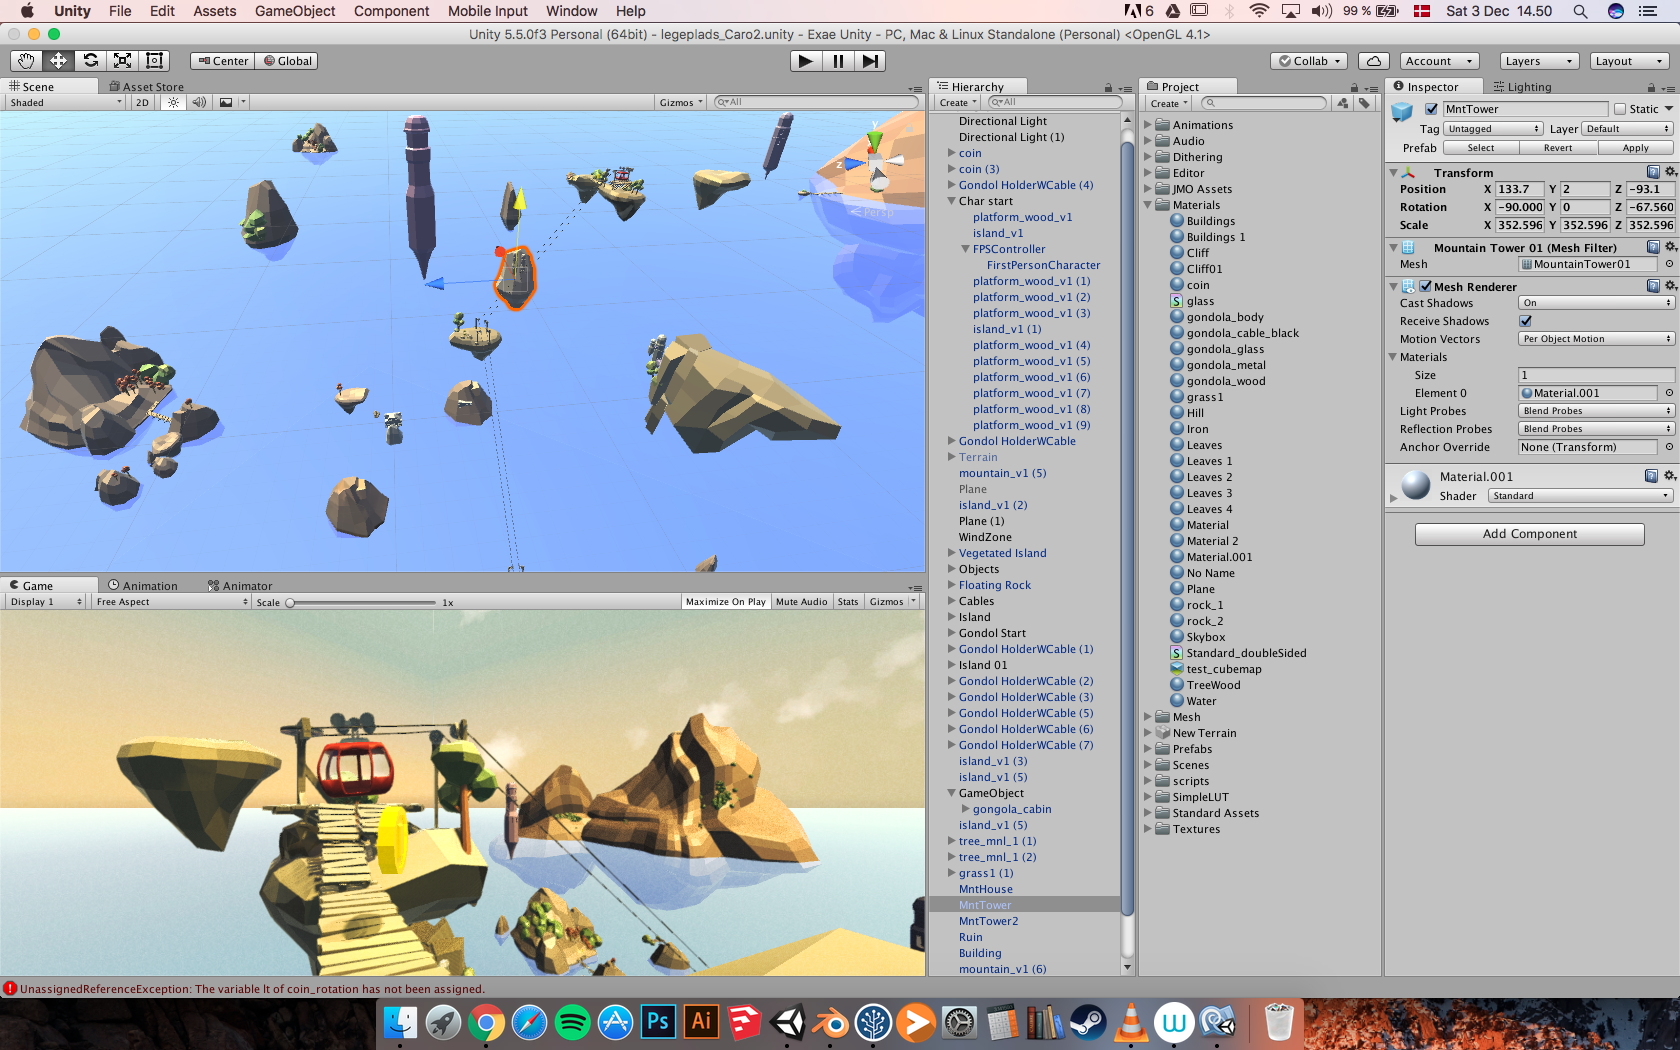 Unity File Edit Assets GameObject Component Mobile Input Window Help 6 99 % Sat 3 Dec 14.50
Unity 5.5.0f3 Personal (64bit) - legeplads_Caro2.unity - Exae Unity - PC, Mac & Linux Standalone (Personal) <OpenGL 4.1>
Center Global Collab Account Layers Layout
Scene Asset Store
Shaded 2D Gizmos All
Y
Z
Persp
Game Animation Animator
Display 1 Free Aspect Scale 1x Maximize On Play Mute Audio Stats Gizmos
Hierarchy
Create All
Directional Light
Directional Light (1)
coin
coin (3)
Gondol HolderWCable (4)
Char start
platform_wood_v1
island_v1
FPSController
FirstPersonCharacter
platform_wood_v1 (1)
platform_wood_v1 (2)
platform_wood_v1 (3)
island_v1 (1)
platform_wood_v1 (4)
platform_wood_v1 (5)
platform_wood_v1 (6)
platform_wood_v1 (7)
platform_wood_v1 (8)
platform_wood_v1 (9)
Gondol HolderWCable
Terrain
mountain_v1 (5)
Plane
island_v1 (2)
Plane (1)
WindZone
Vegetated Island
Objects
Floating Rock
Cables
Island
Gondol Start
Gondol HolderWCable (1)
Island 01
Gondol HolderWCable (2)
Gondol HolderWCable (3)
Gondol HolderWCable (5)
Gondol HolderWCable (6)
Gondol HolderWCable (7)
island_v1 (3)
island_v1 (5)
GameObject
gongola_cabin
island_v1 (5)
tree_mnl_1 (1)
tree_mnl_1 (2)
grass1 (1)
MntHouse
MntTower
MntTower2
Ruin
Building
mountain_v1 (6)
Project
Create
Animations
Audio
Dithering
Editor
JMO Assets
Materials
Buildings
Buildings 1
Cliff
Cliff01
coin
glass
gondola_body
gondola_cable_black
gondola_glass
gondola_metal
gondola_wood
grass1
Hill
Iron
Leaves
Leaves 1
Leaves 2
Leaves 3
Leaves 4
Material
Material 2
Material.001
No Name
Plane
rock_1
rock_2
Skybox
Standard_doubleSided
test_cubemap
TreeWood
Water
Mesh
New Terrain
Prefabs
Scenes
scripts
SimpleLUT
Standard Assets
Textures
Inspector Lighting
MntTower Static
Tag Untagged Layer Default
Prefab Select Revert Apply
Transform
Position X 133.7 Y 2 Z -93.1
Rotation X -90.000 Y 0 Z -67.560
Scale X 352.596 Y 352.596 Z 352.596
Mountain Tower 01 (Mesh Filter)
Mesh MountainTower01
Mesh Renderer
Cast Shadows On
Receive Shadows
Motion Vectors Per Object Motion
Materials
Size 1
Element 0 Material.001
Light Probes Blend Probes
Reflection Probes Blend Probes
Anchor Override None (Transform)
Material.001
Shader Standard
Add Component
UnassignedReferenceException: The variable lt of coin_rotation has not been assigned.
Ps Ai W